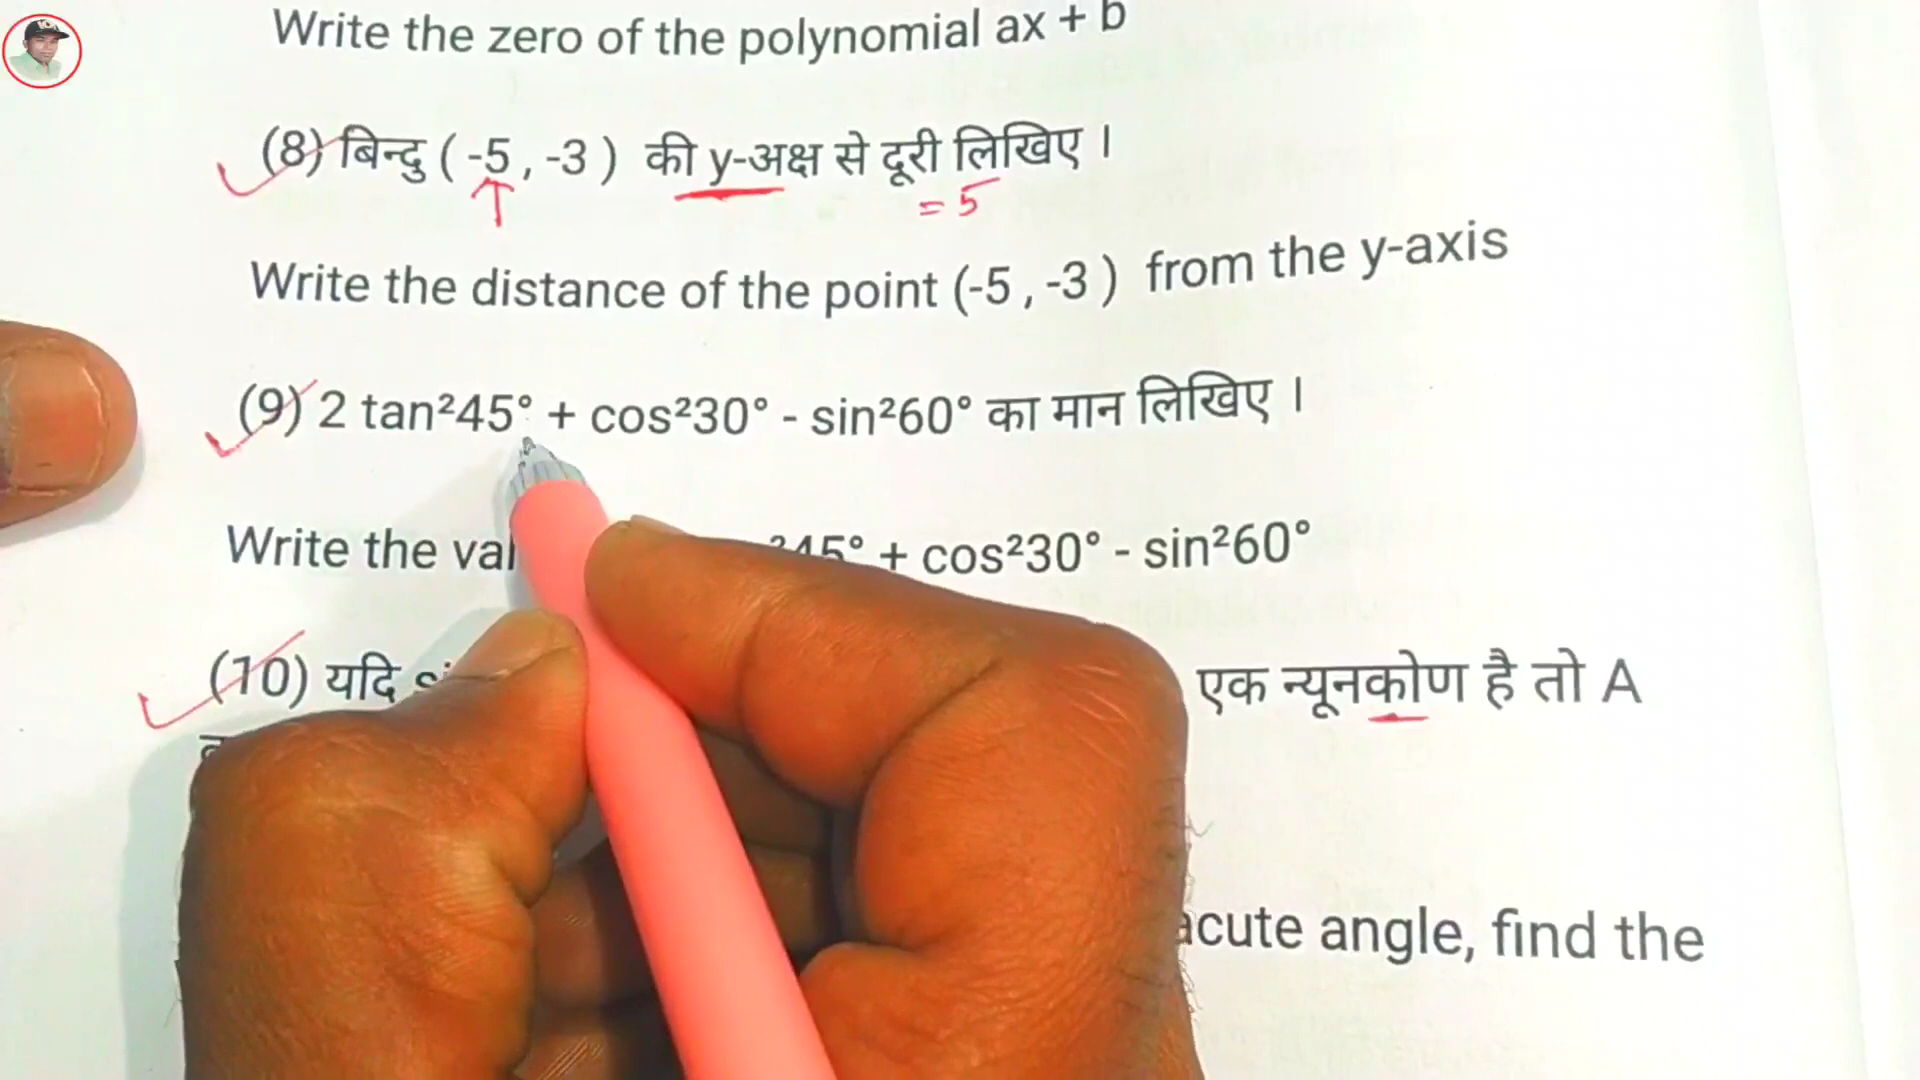 Write the zero of the polynomial ax + b
(8) बिन्दु ( -5 , -3 ) की y-अक्ष से दूरी लिखिए ।
= 5
Write the distance of the point (-5 , -3 ) from the y-axis
(9) 2 tan²45° + cos²30° - sin²60° का मान लिखिए ।
Write the ²45° + cos²30° - sin²60°
(10) यदि एक न्यूनकोण है तो A
acute angle, find the